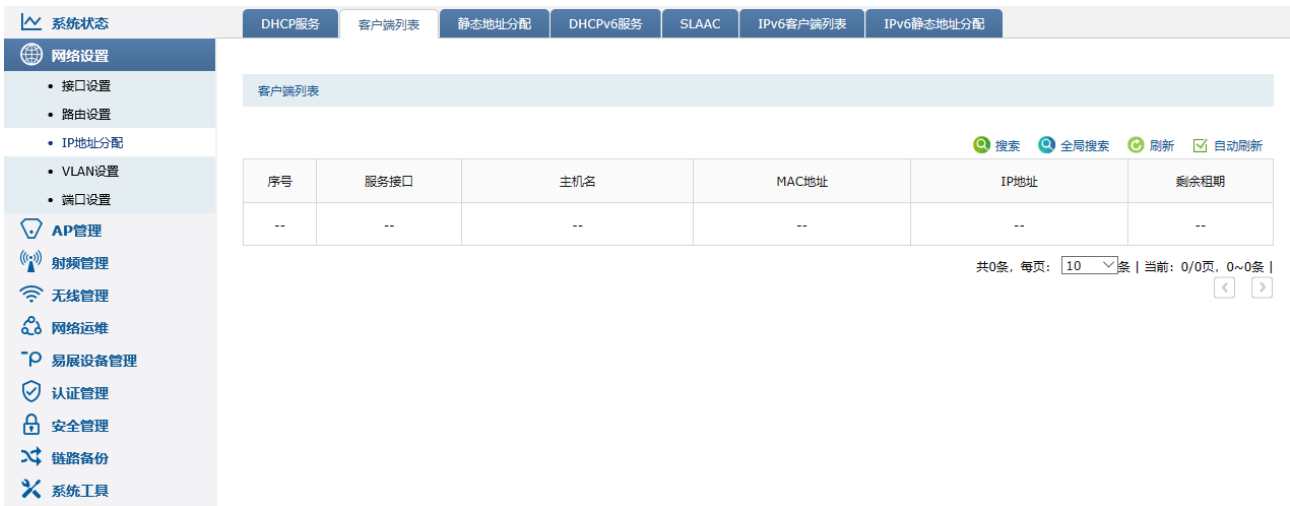 系统状态
网络设置
接口设置
路由设置
IP地址分配
VLAN设置
端口设置
AP管理
射频管理
无线管理
网络运维
易展设备管理
认证管理
安全管理
链路备份
系统工具
DHCP服务 客户端列表 静态地址分配 DHCPv6服务 SLAAC IPv6客户端列表 IPv6静态地址分配
客户端列表
搜索 全局搜索 刷新 自动刷新
序号 服务接口 主机名 MAC地址 IP地址 剩余租期
-- -- -- -- -- --
共0条, 每页: 10 条 | 当前: 0/0页, 0~0条 |